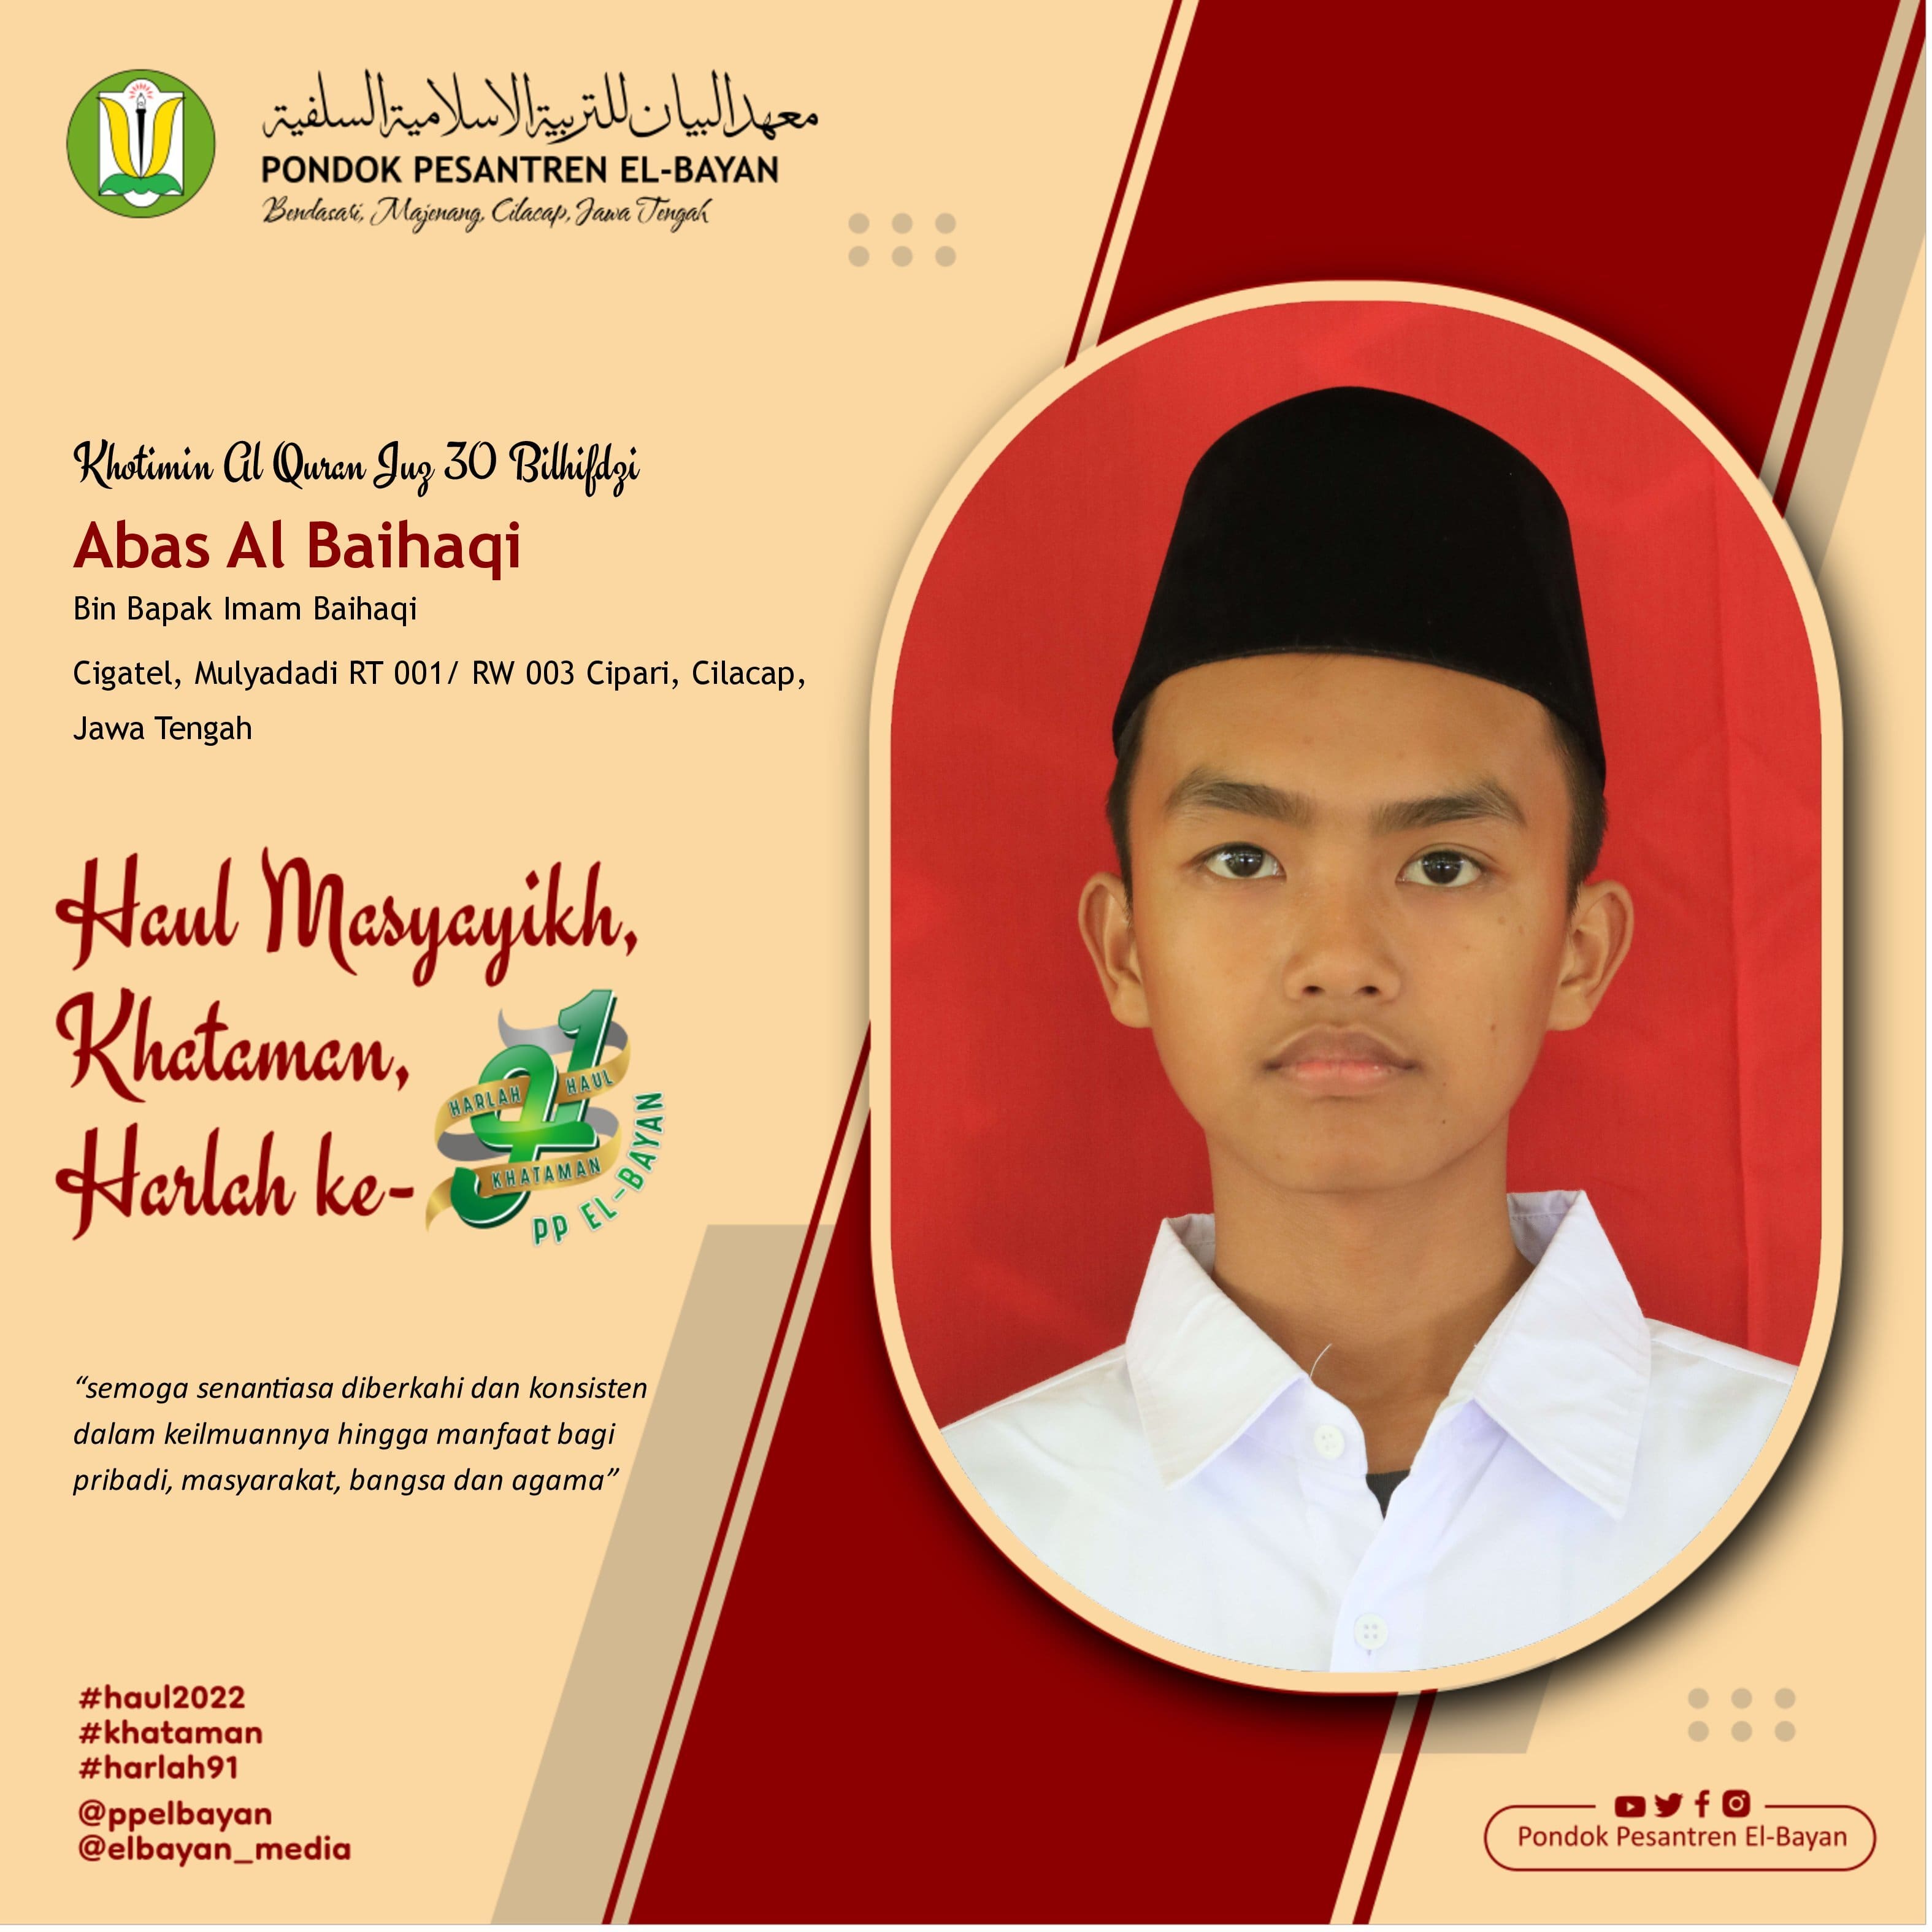 معهد البيان للتربية الاسلامية السلفية
PONDOK PESANTREN EL-BAYAN
Bendasari, Majenang, Cilacap, Jawa Tengah
Khotimin Al Quran Juz 30 Bilhifdzi
Abas Al Baihaqi
Bin Bapak Imam Baihaqi
Cigatel, Mulyadadi RT 001/ RW 003 Cipari, Cilacap,
Jawa Tengah
Haul Masyayikh,
Khataman,
Harlah ke-
91
HARLAH HAUL
KHATAMAN
PP EL-BAYAN
“semoga senantiasa diberkahi dan konsisten
dalam keilmuannya hingga manfaat bagi
pribadi, masyarakat, bangsa dan agama”
#haul2022
#khataman
#harlah91
@ppelbayan
@elbayan_media
Pondok Pesantren El-Bayan